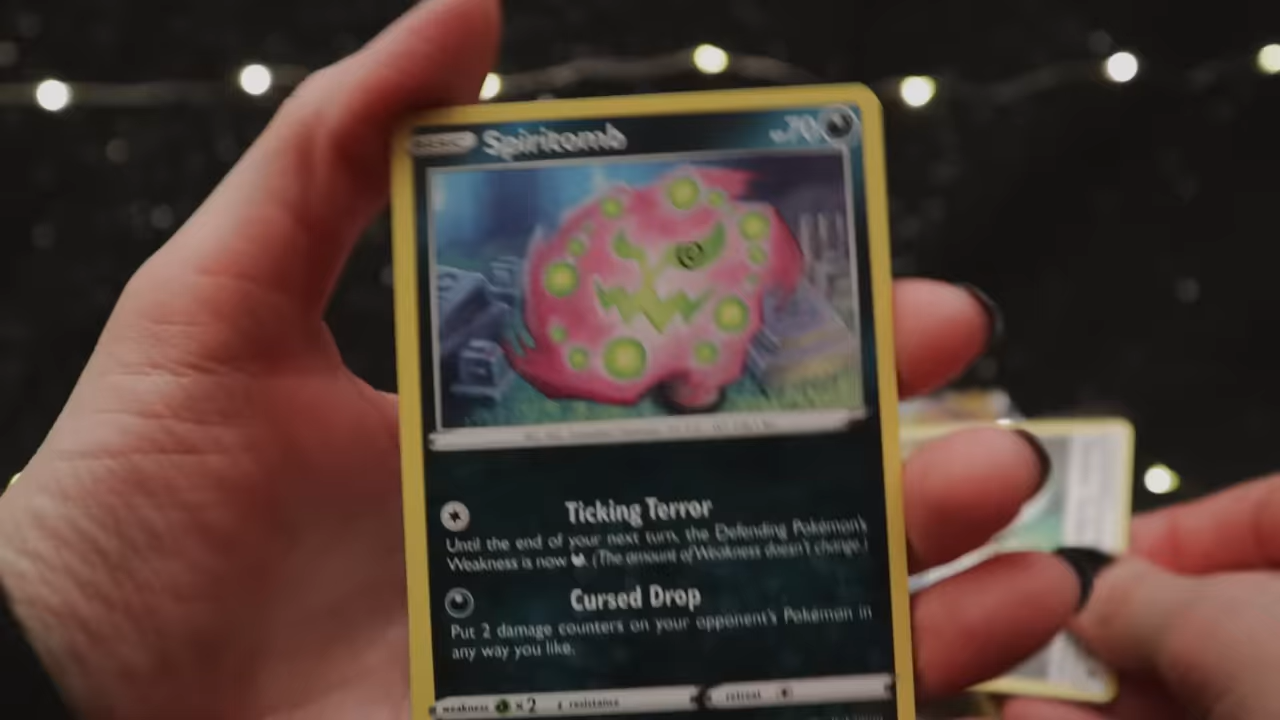 Spiritomb 70
Ticking Terror
Until the end of your next turn, the Defending Pokémon's
Weakness is now . (The amount of Weakness doesn't change.)
Cursed Drop
Put 2 damage counters on your opponent's Pokémon in
any way you like.
weakness ×2 resistance retreat